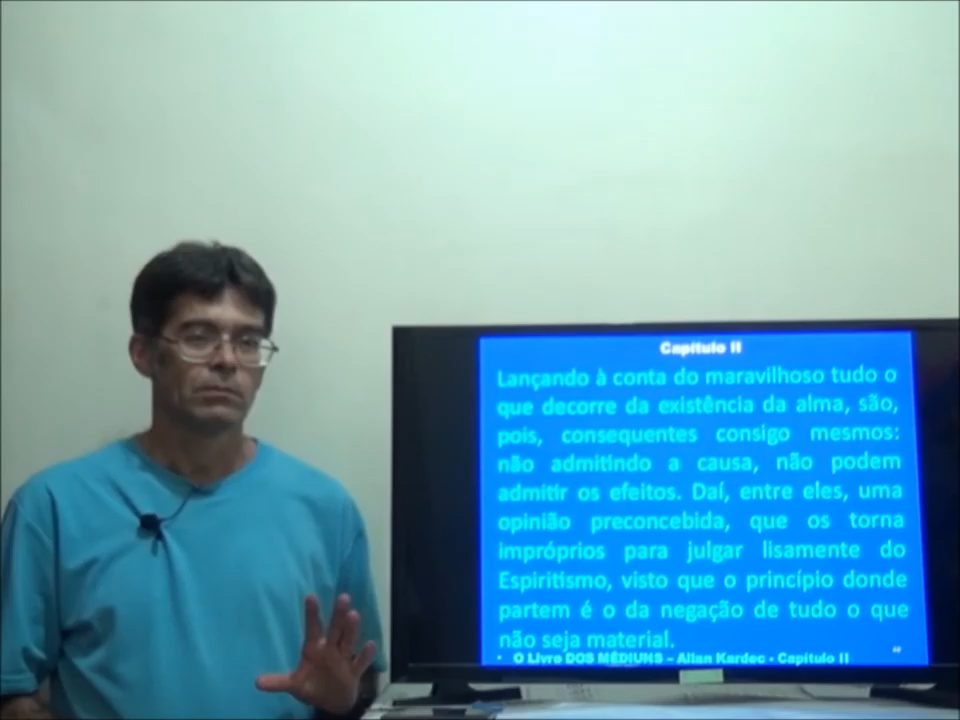 Capítulo II
Lançando à conta do maravilhoso tudo o
que decorre da existência da alma, são,
pois, consequentes consigo mesmos:
não admitindo a causa, não podem
admitir os efeitos. Daí, entre eles, uma
opinião preconcebida, que os torna
impróprios para julgar lisamente do
Espiritismo, visto que o princípio donde
partem é o da negação de tudo o que
não seja material.
• O Livro DOS MÉDIUNS – Allan Kardec - Capítulo II